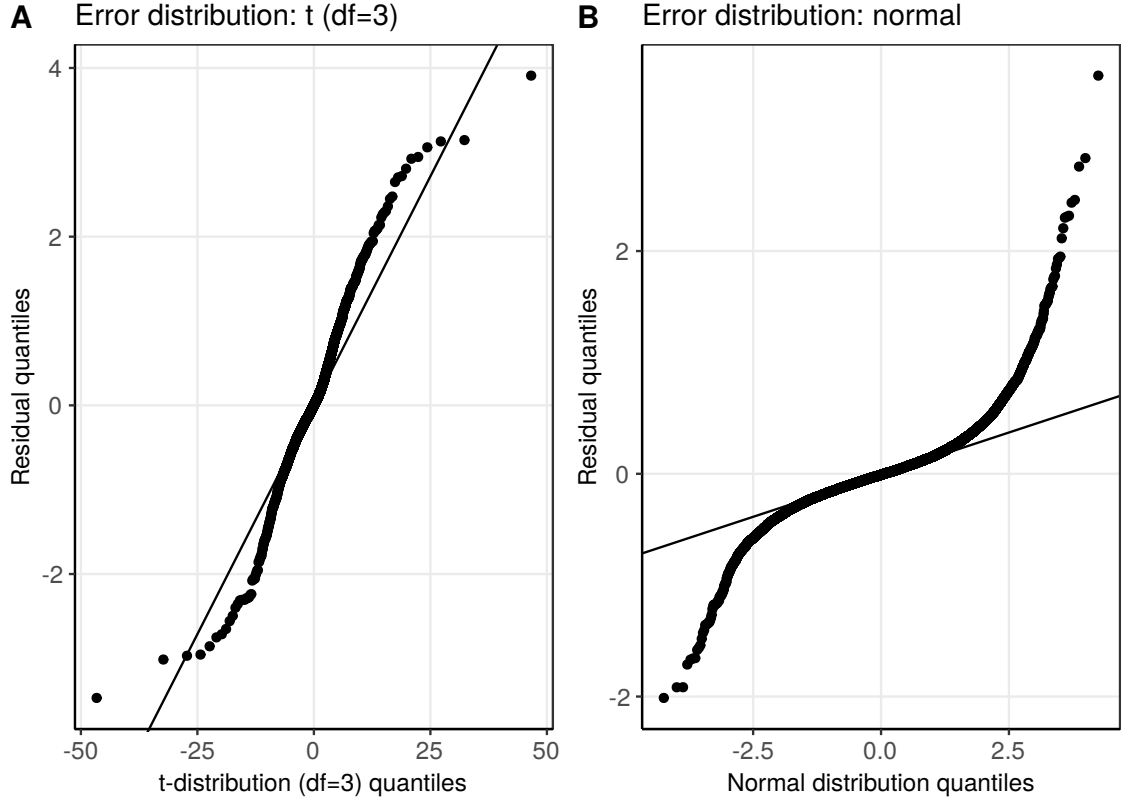 A
Error distribution: t (df=3)
Residual quantiles
4
2
0
-2
-50
-25
0
25
50
t-distribution (df=3) quantiles
B
Error distribution: normal
Residual quantiles
2
0
-2
-2.5
0.0
2.5
Normal distribution quantiles